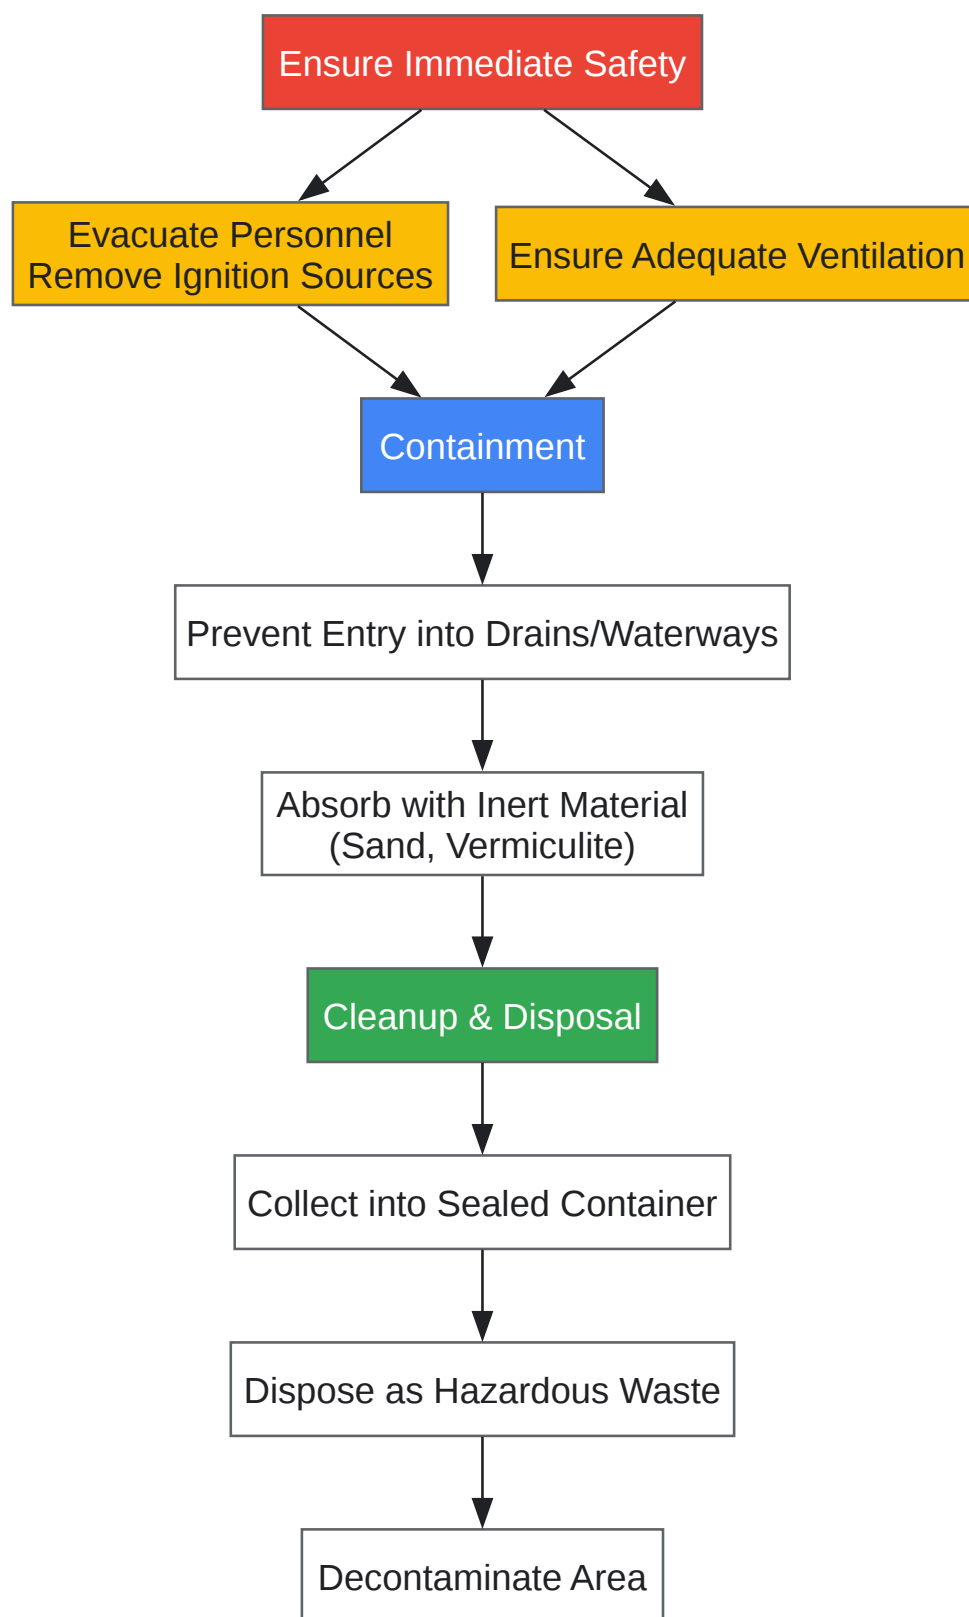 Ensure Immediate Safety
Evacuate Personnel
Remove Ignition Sources
Ensure Adequate Ventilation
Containment
Prevent Entry into Drains/Waterways
Absorb with Inert Material
(Sand, Vermiculite)
Cleanup & Disposal
Collect into Sealed Container
Dispose as Hazardous Waste
Decontaminate Area